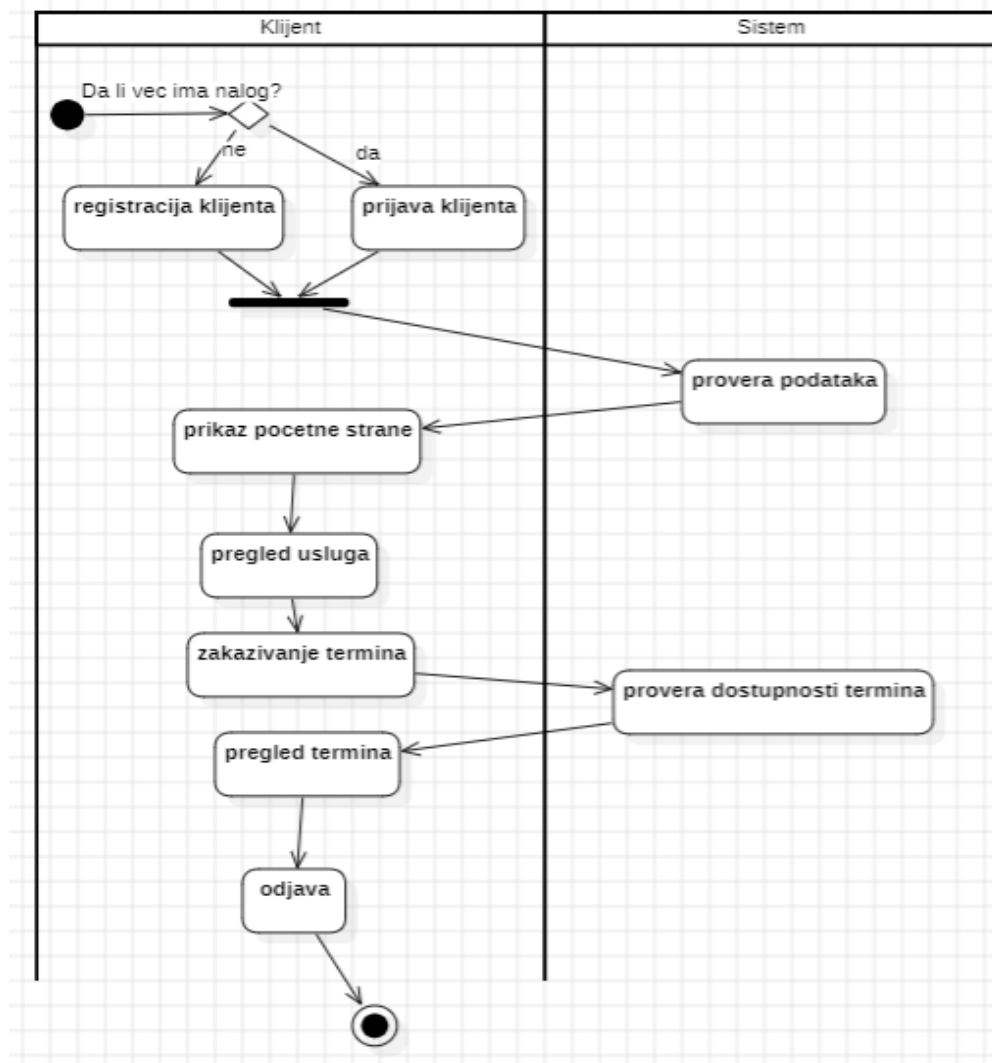 Klijent
Sistem
Da li vec ima nalog?
ne
da
registracija klijenta
prijava klijenta
provera podataka
prikaz pocetne strane
pregled usluga
zakazivanje termina
provera dostupnosti termina
pregled termina
odjava